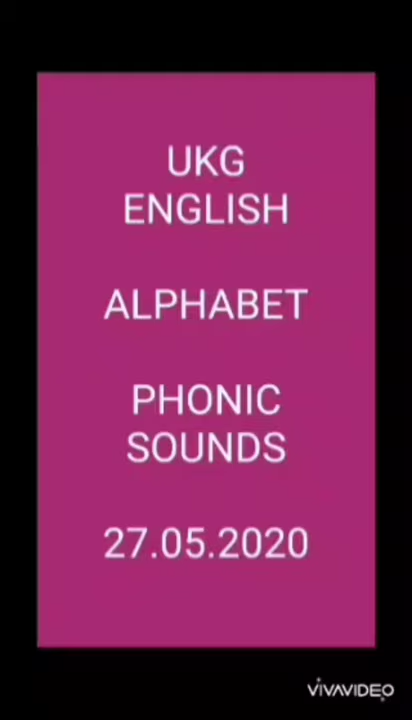 UKG
ENGLISH
ALPHABET
PHONIC
SOUNDS
27.05.2020
VIVAVIDEO